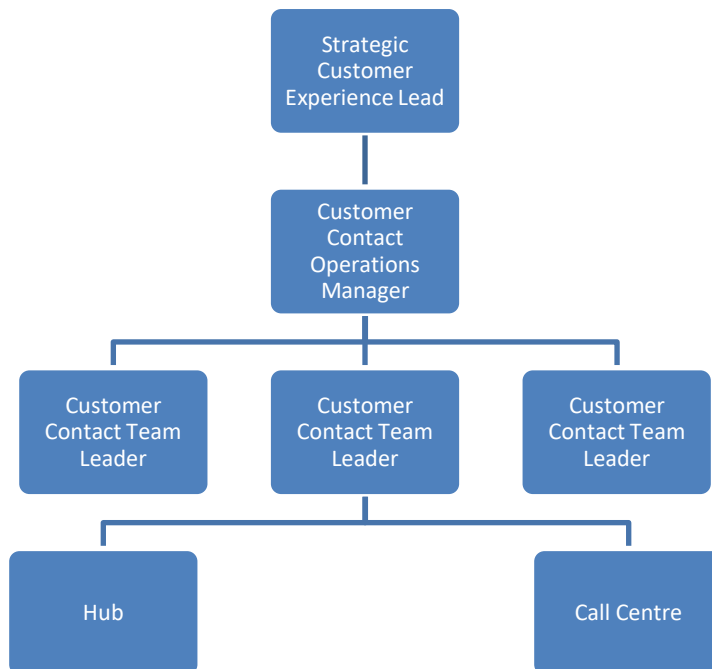 Strategic
Customer
Experience Lead
Customer
Contact
Operations
Manager
Customer
Contact Team
Leader
Customer
Contact Team
Leader
Customer
Contact Team
Leader
Hub
Call Centre